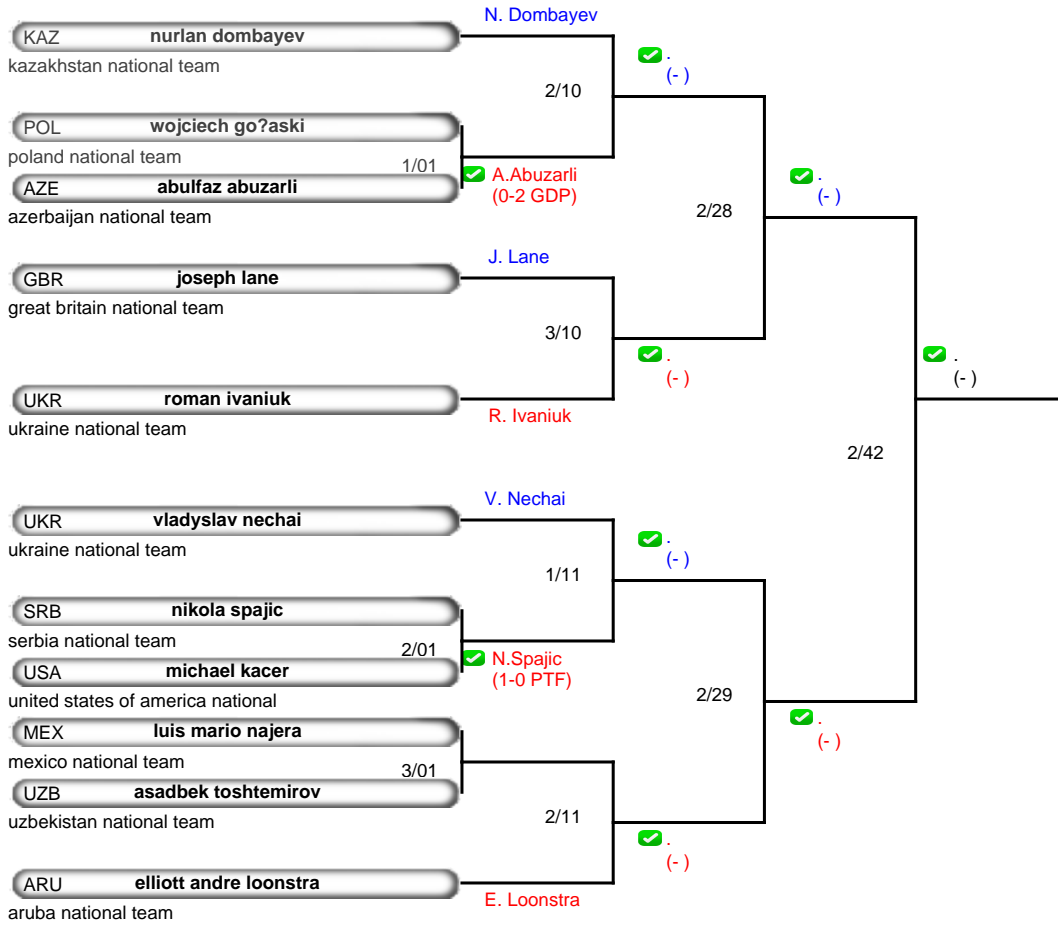 N. Dombayev
KAZ nurlan dombayev
kazakhstan national team
.
(- )
2/10
POL wojciech go?aski
poland national team
1/01
A.Abuzarli
(0-2 GDP)
AZE abulfaz abuzarli
azerbaijan national team
.
(- )
2/28
J. Lane
GBR joseph lane
great britain national team
3/10
.
(- )
.
(- )
UKR roman ivaniuk
R. Ivaniuk
ukraine national team
2/42
V. Nechai
UKR vladyslav nechai
ukraine national team
.
(- )
1/11
SRB nikola spajic
serbia national team
2/01
N.Spajic
(1-0 PTF)
USA michael kacer
united states of america national
2/29
MEX luis mario najera
mexico national team
.
(- )
3/01
UZB asadbek toshtemirov
uzbekistan national team
2/11
.
(- )
ARU elliott andre loonstra
E. Loonstra
aruba national team